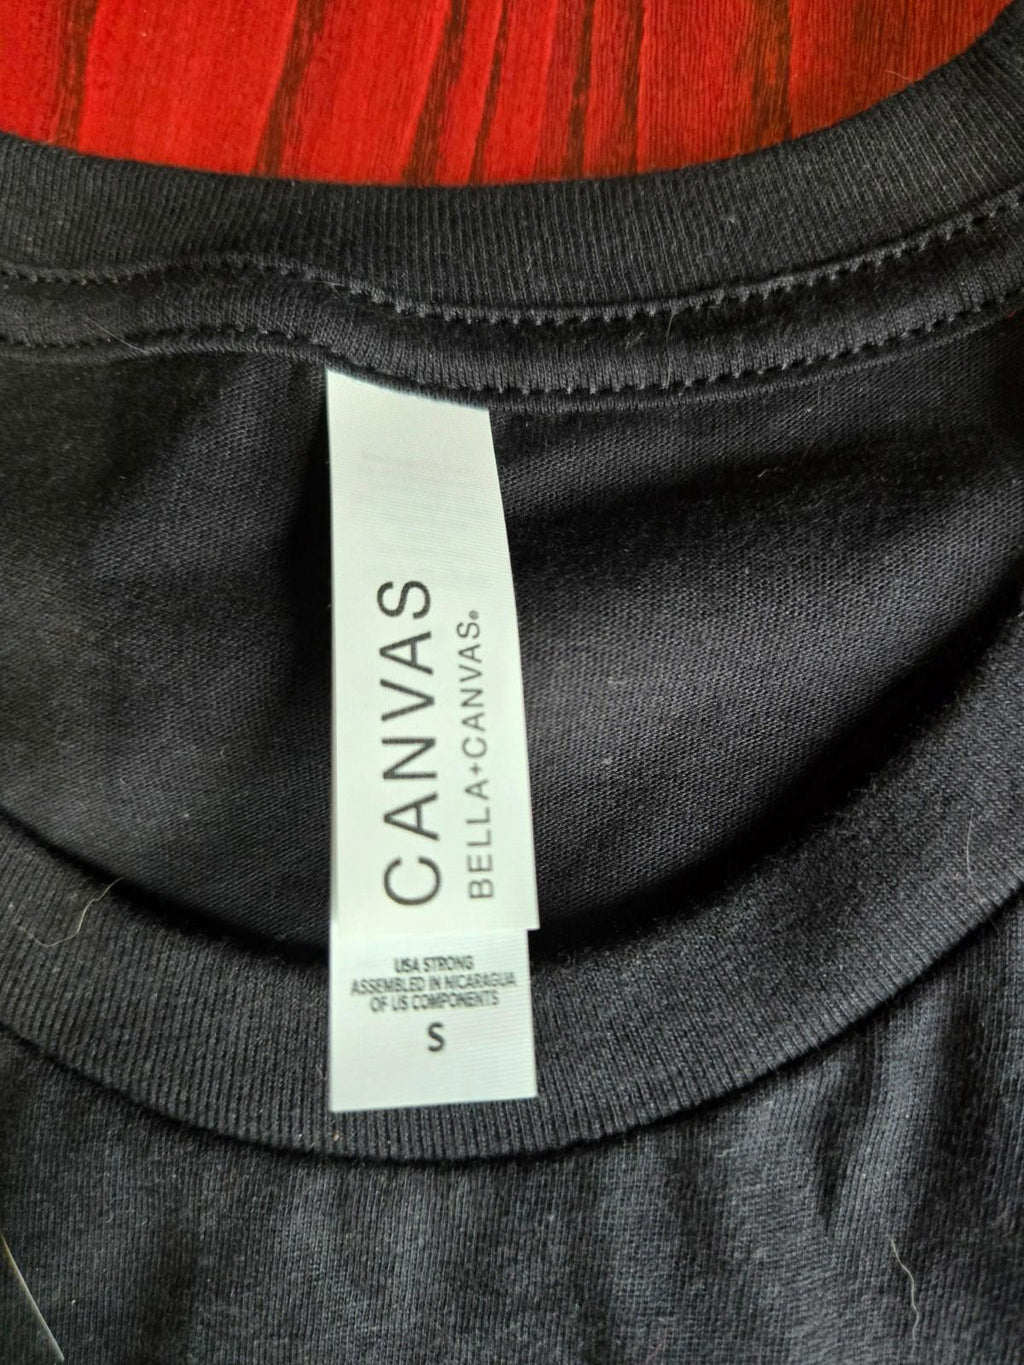 CANVAS
BELLA+CANVAS®
USA STRONG
ASSEMBLED IN NICARAGUA
OF US COMPONENTS
S